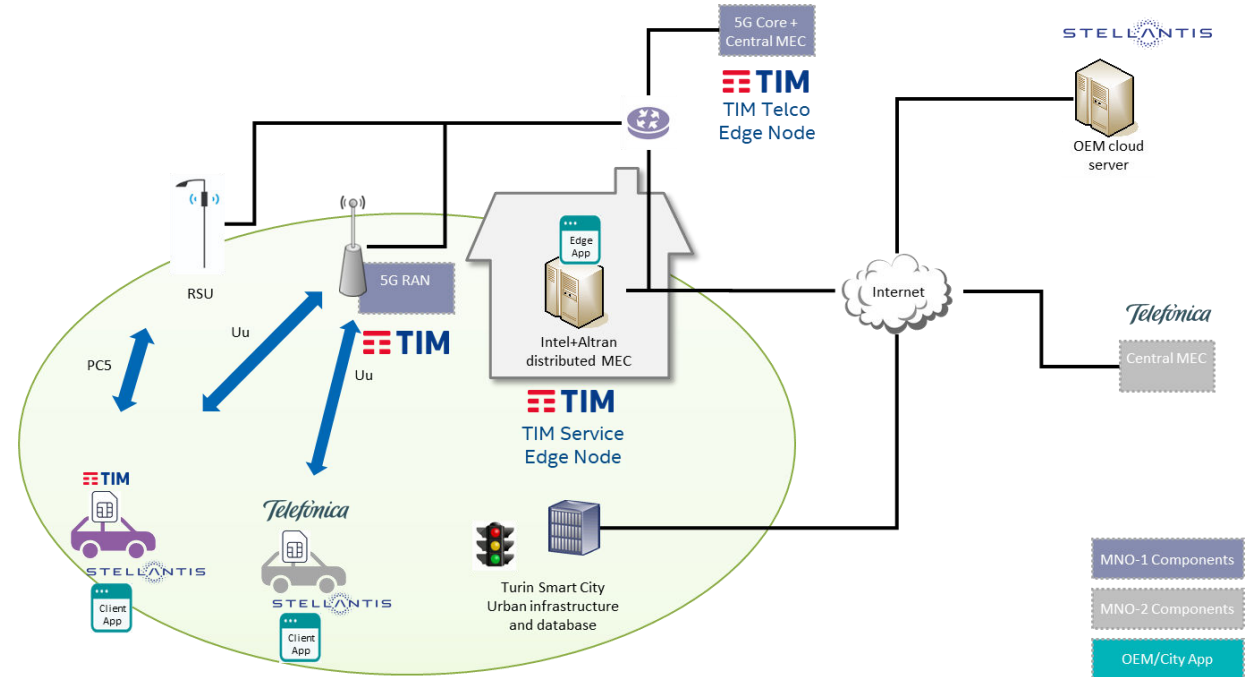 5G Core +
Central MEC
STELLANTIS
TIM
TIM Telco
Edge Node
OEM cloud
server
Edge
App
RSU
5G RAN
Internet
Telefónica
Uu
TIM
Intel+Altran
distributed MEC
Central MEC
PC5
Uu
TIM
TIM Service
Edge Node
TIM
Telefónica
STELLANTIS
STELLANTIS
Client
App
Client
App
Turin Smart City
Urban infrastructure
and database
MNO-1 Components
MNO-2 Components
OEM/City App